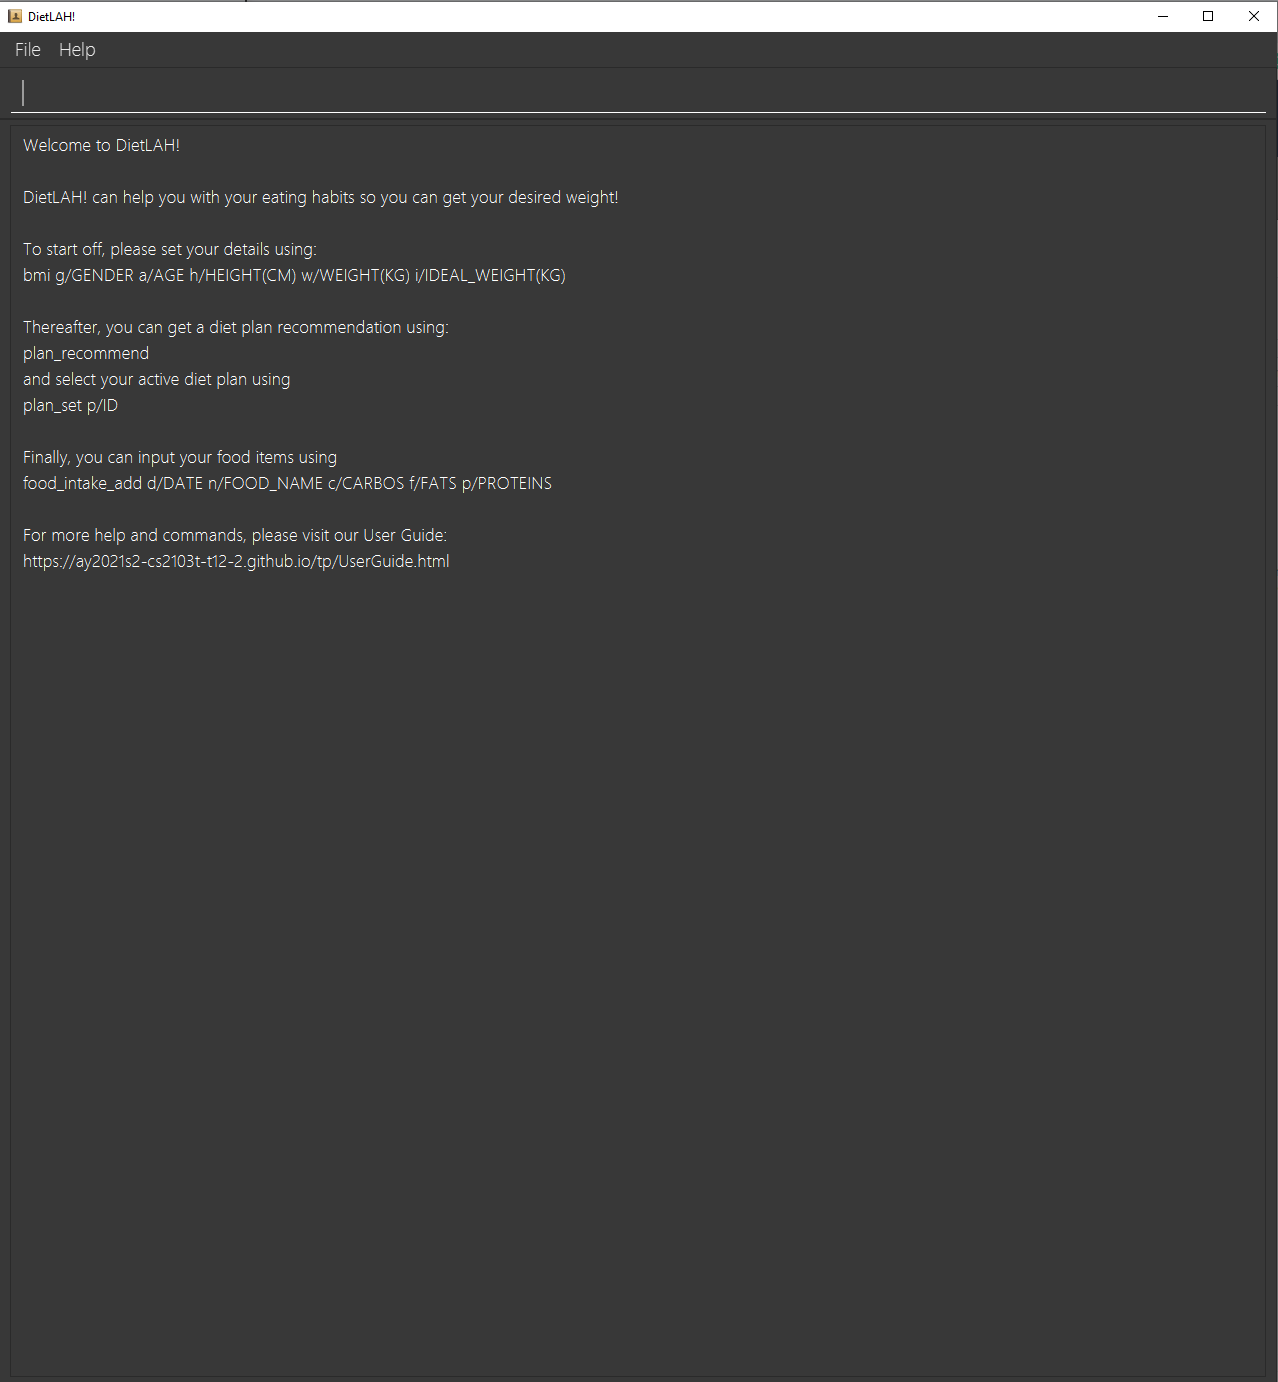 DietLAH!
File Help
Welcome to DietLAH!
DietLAH! can help you with your eating habits so you can get your desired weight!
To start off, please set your details using:
bmi g/GENDER a/AGE h/HEIGHT(CM) w/WEIGHT(KG) i/IDEAL_WEIGHT(KG)
Thereafter, you can get a diet plan recommendation using:
plan_recommend
and select your active diet plan using
plan_set p/ID
Finally, you can input your food items using
food_intake_add d/DATE n/FOOD_NAME c/CARBOS f/FATS p/PROTEINS
For more help and commands, please visit our User Guide:
https://ay2021s2-cs2103t-t12-2.github.io/tp/UserGuide.html